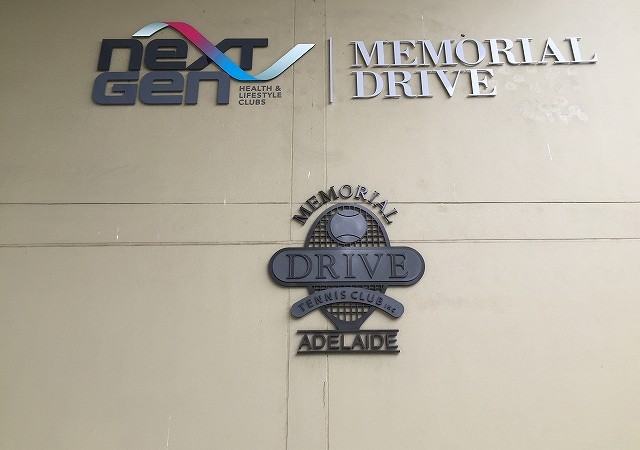 next
Gen
HEALTH &
LIFESTYLE
CLUBS
MEMORIAL
DRIVE
MEMORIAL
DRIVE
TENNIS CLUB inc
ADELAIDE